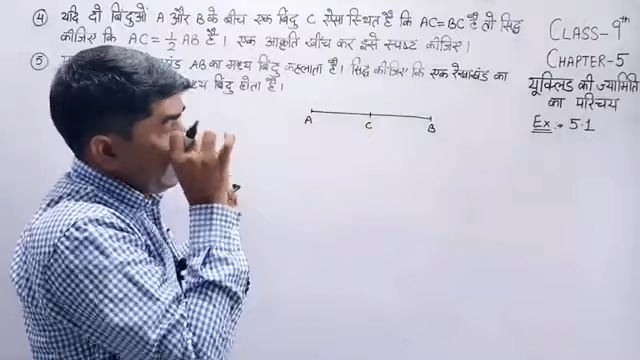 ④ यदि दो बिंदुओं A और B के बीच एक बिंदु C ऐसा स्थित है कि AC = BC है तो सिद्ध
कीजिए कि AC = 1/2 AB है। एक आकृति खींच कर इसे स्पष्ट कीजिए।
⑤ AB का मध्य बिंदु कहलाता है। सिद्ध कीजिए कि एक रेखाखंड का
बिंदु होता है।
A C B
CLASS-9th
CHAPTER-5
यूक्लिड की ज्यामिति
का परिचय
Ex.- 5.1